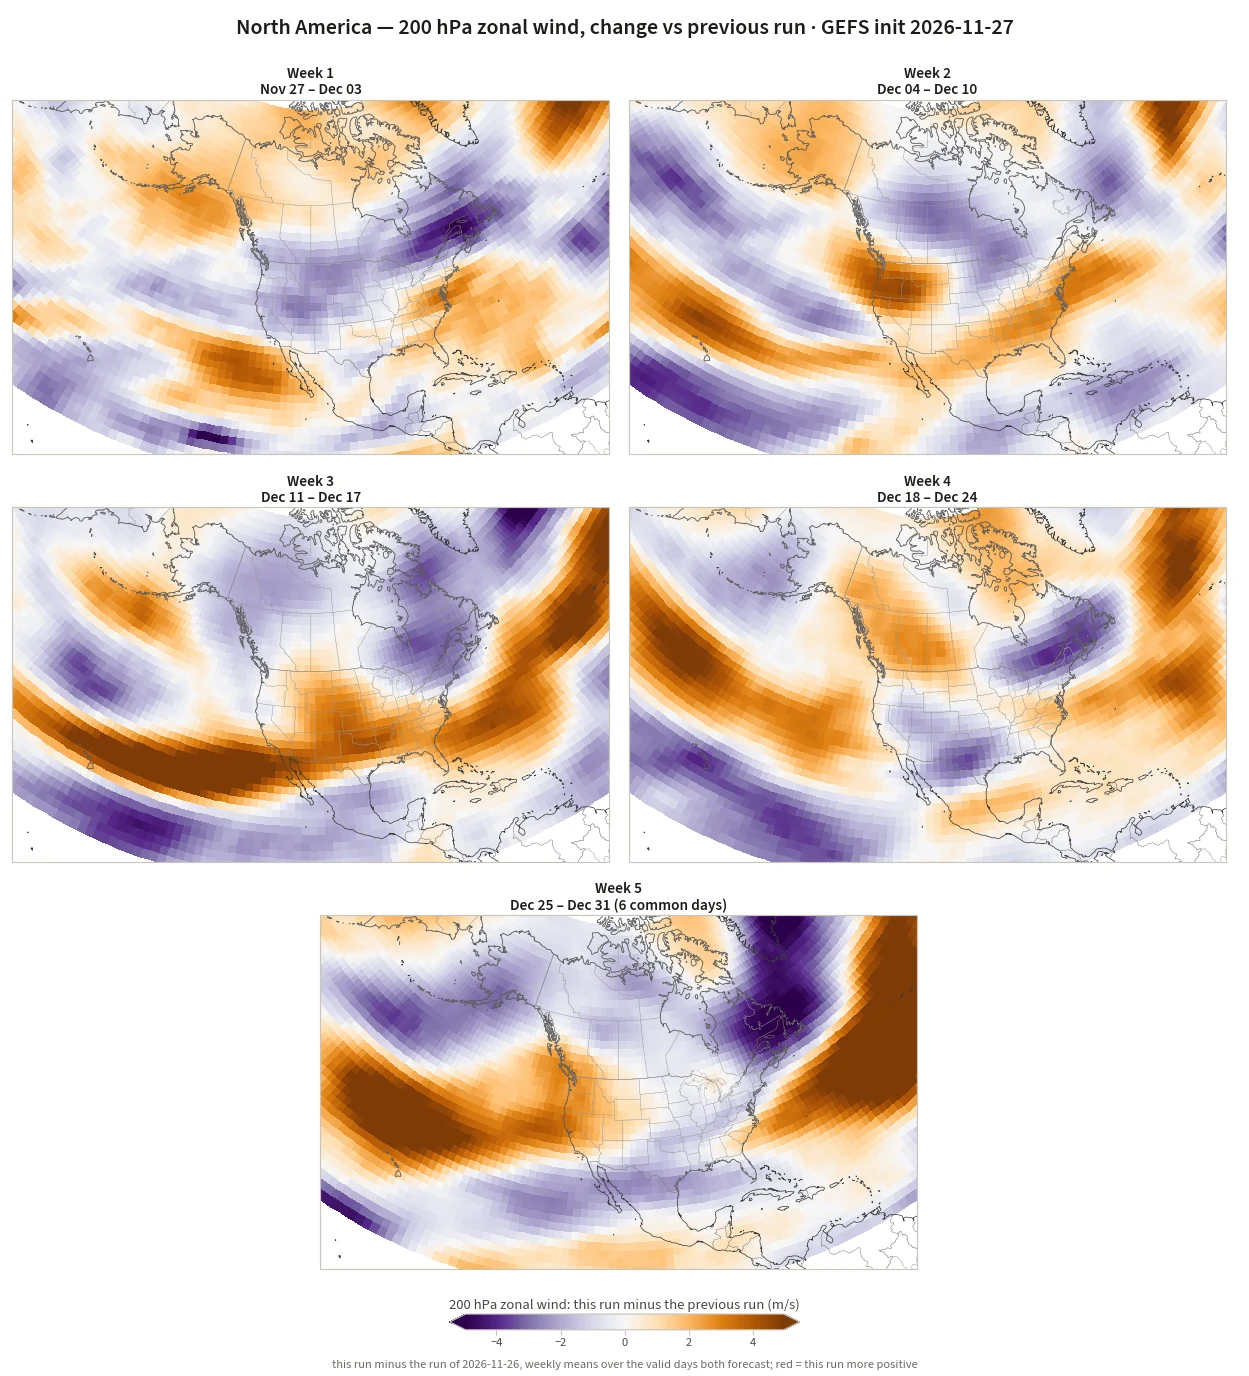 North America — 200 hPa zonal wind, change vs previous run · GEFS init 2026-11-27
Week 1
Nov 27 – Dec 03
Week 2
Dec 04 – Dec 10
Week 3
Dec 11 – Dec 17
Week 4
Dec 18 – Dec 24
Week 5
Dec 25 – Dec 31 (6 common days)
200 hPa zonal wind: this run minus the previous run (m/s)
−4 −2 0 2 4
this run minus the run of 2026-11-26, weekly means over the valid days both forecast; red = this run more positive